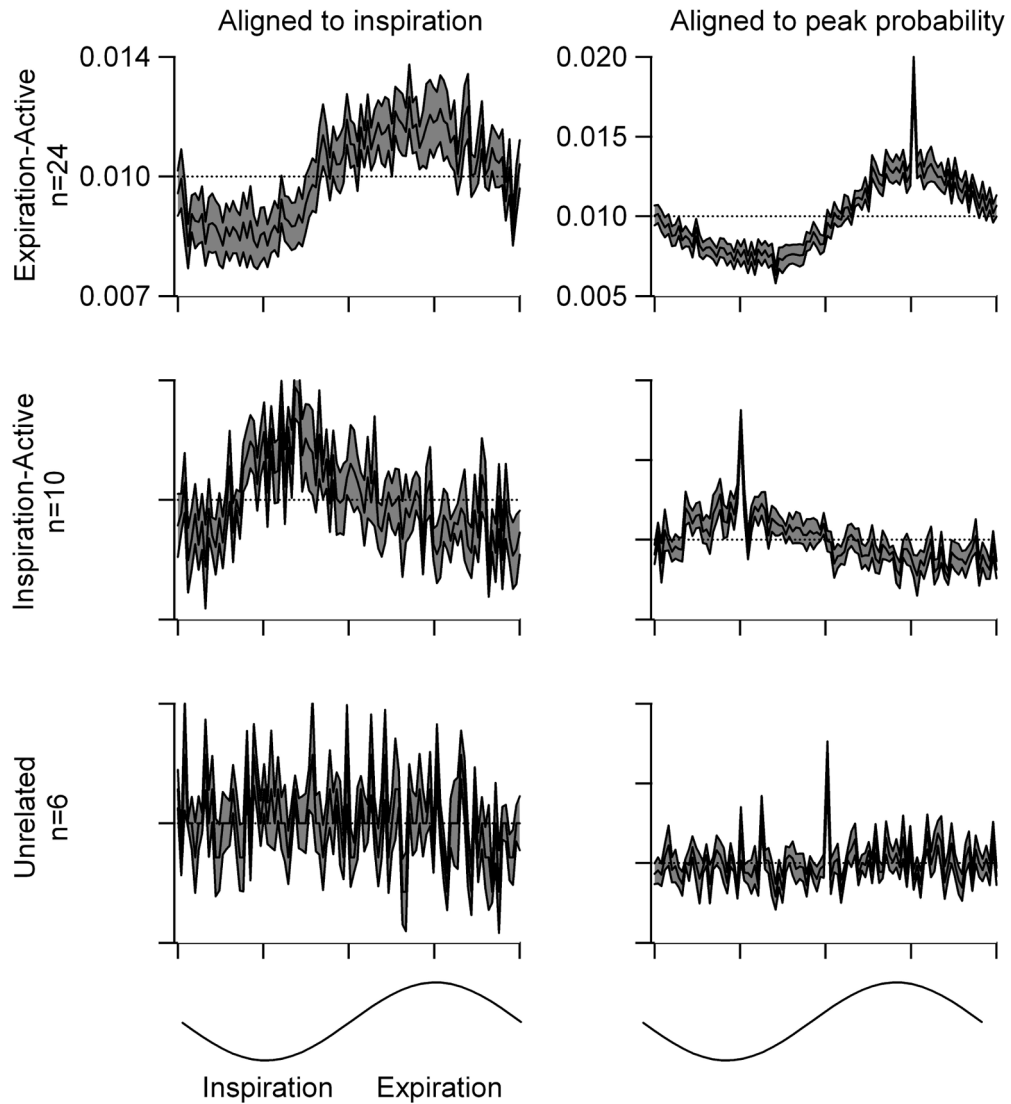 Aligned to inspiration
Aligned to peak probability
Expiration-Active
n=24
0.014
0.010
0.007
0.020
0.015
0.010
0.005
Inspiration-Active
n=10
Unrelated
n=6
Inspiration
Expiration